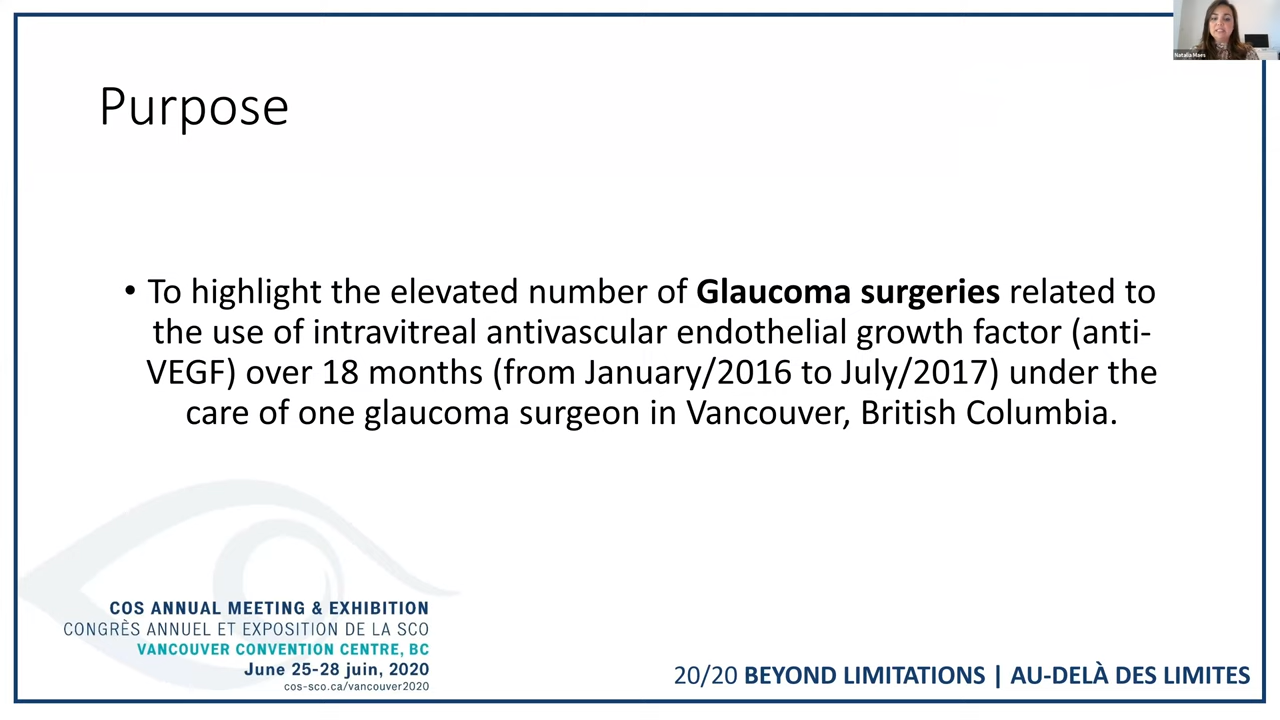 Natalia Maes
Purpose
• To highlight the elevated number of Glaucoma surgeries related to
the use of intravitreal antivascular endothelial growth factor (anti-
VEGF) over 18 months (from January/2016 to July/2017) under the
care of one glaucoma surgeon in Vancouver, British Columbia.
COS ANNUAL MEETING & EXHIBITION
CONGRÈS ANNUEL ET EXPOSITION DE LA SCO
VANCOUVER CONVENTION CENTRE, BC
June 25-28 juin, 2020
cos-sco.ca/vancouver2020
20/20 BEYOND LIMITATIONS | AU-DELÀ DES LIMITES